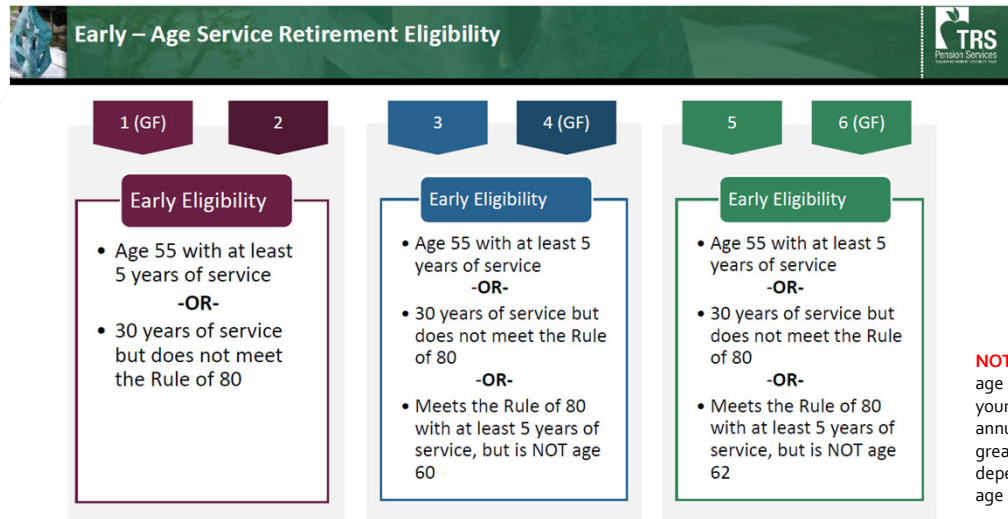 Early – Age Service Retirement Eligibility
TRS
Pension Services
1 (GF)
2
Early Eligibility
• Age 55 with at least
5 years of service
-OR-
• 30 years of service
but does not meet
the Rule of 80
3
4 (GF)
Early Eligibility
• Age 55 with at least 5
years of service
-OR-
• 30 years of service but
does not meet the Rule
of 80
-OR-
• Meets the Rule of 80
with at least 5 years of
service, but is NOT age
60
5
6 (GF)
Early Eligibility
• Age 55 with at least 5
years of service
-OR-
• 30 years of service but
does not meet the Rule
of 80
-OR-
• Meets the Rule of 80
with at least 5 years of
service, but is NOT age
62
age
your
age